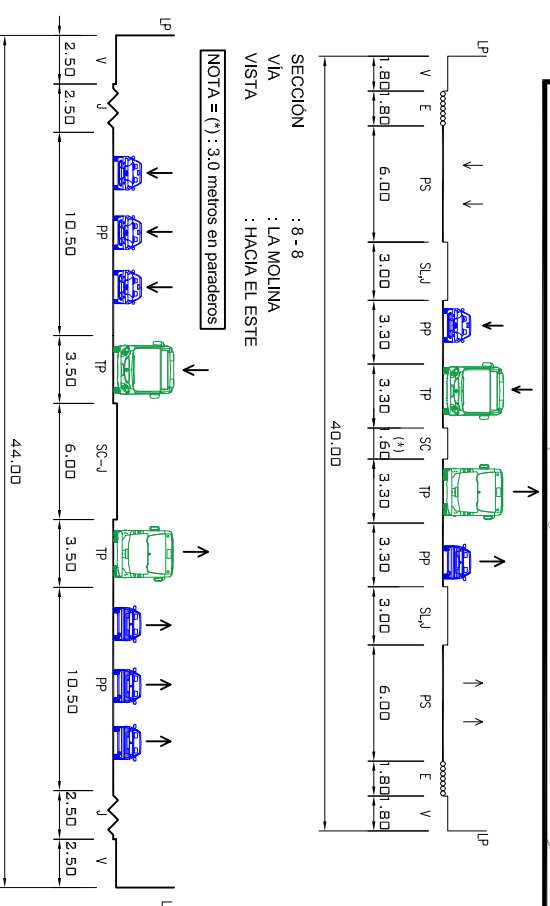 LP LP
V E PS SL,J PP TP SC TP PP SL,J PS E V
(*)
1.80 1.80 6.00 3.00 3.30 3.30 1.60 3.30 3.30 3.00 6.00 1.80 1.80
40.00
SECCIÓN : 8 - 8
VÍA : LA MOLINA
VISTA : HACIA EL ESTE
NOTA = (*) : 3.0 metros en paraderos
LP L
V J PP TP SC-J TP PP J V
2.50 2.50 10.50 3.50 6.00 3.50 10.50 2.50 2.50
44.00